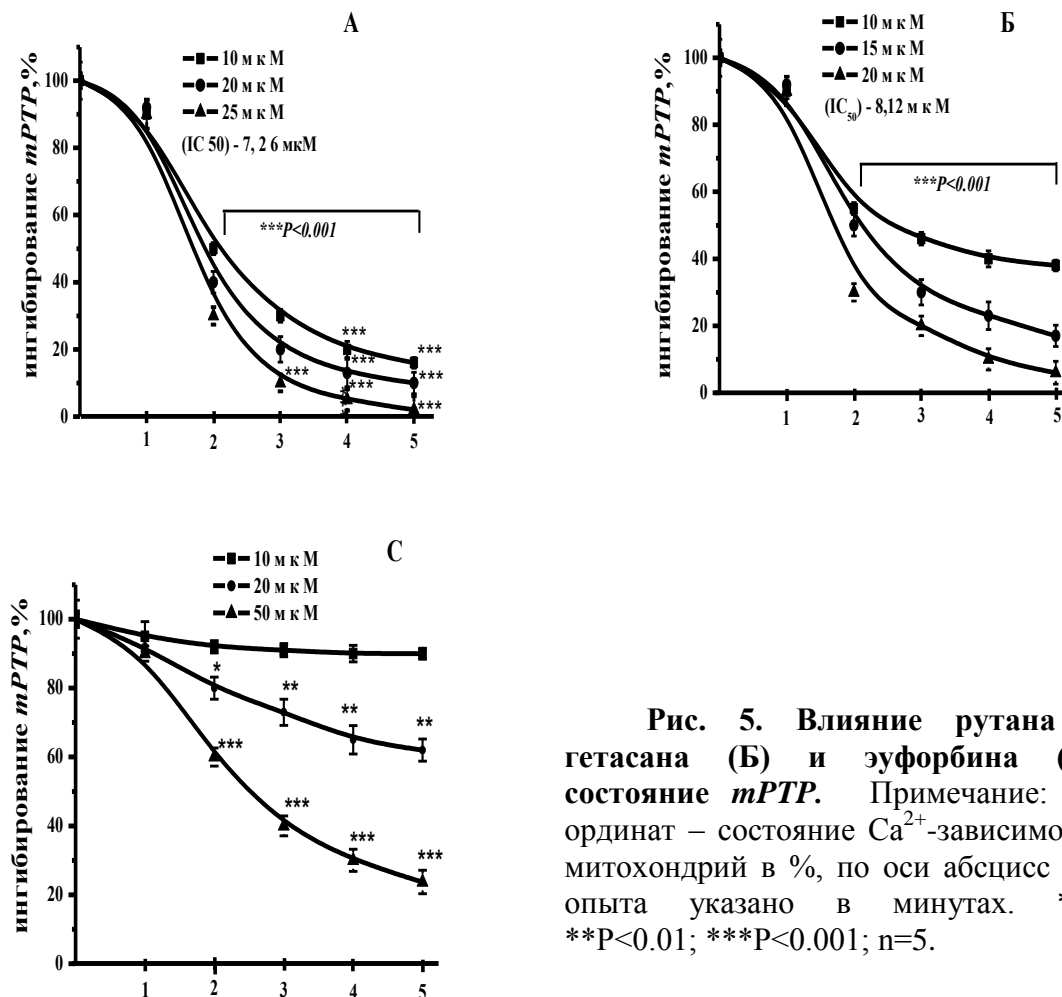 А
10 м к М
20 м к М
25 м к М
(IC 50) - 7, 2 6 мкМ
***P<0.001
ингибирование mPTP,%
100
80
60
40
20
0
***
***
***
***
***
***
***
1
2
3
4
5
Б
10 м к М
15 м к М
20 м к М
(IC50) - 8,12 м к М
***P<0.001
ингибирование mPTP,%
100
80
60
40
20
0
1
2
3
4
5
С
10 м к М
20 м к М
50 м к М
ингибирование mPTP,%
100
80
60
40
20
0
*
**
**
**
***
***
***
***
1
2
3
4
5
Рис. 5. Влияние рутана
гетасана (Б) и эуфорбина (
состояние mPTP. Примечание:
ординат – состояние Ca2+-зависимо
митохондрий в %, по оси абсцисс
опыта указано в минутах. *
**P<0.01; ***P<0.001; n=5.